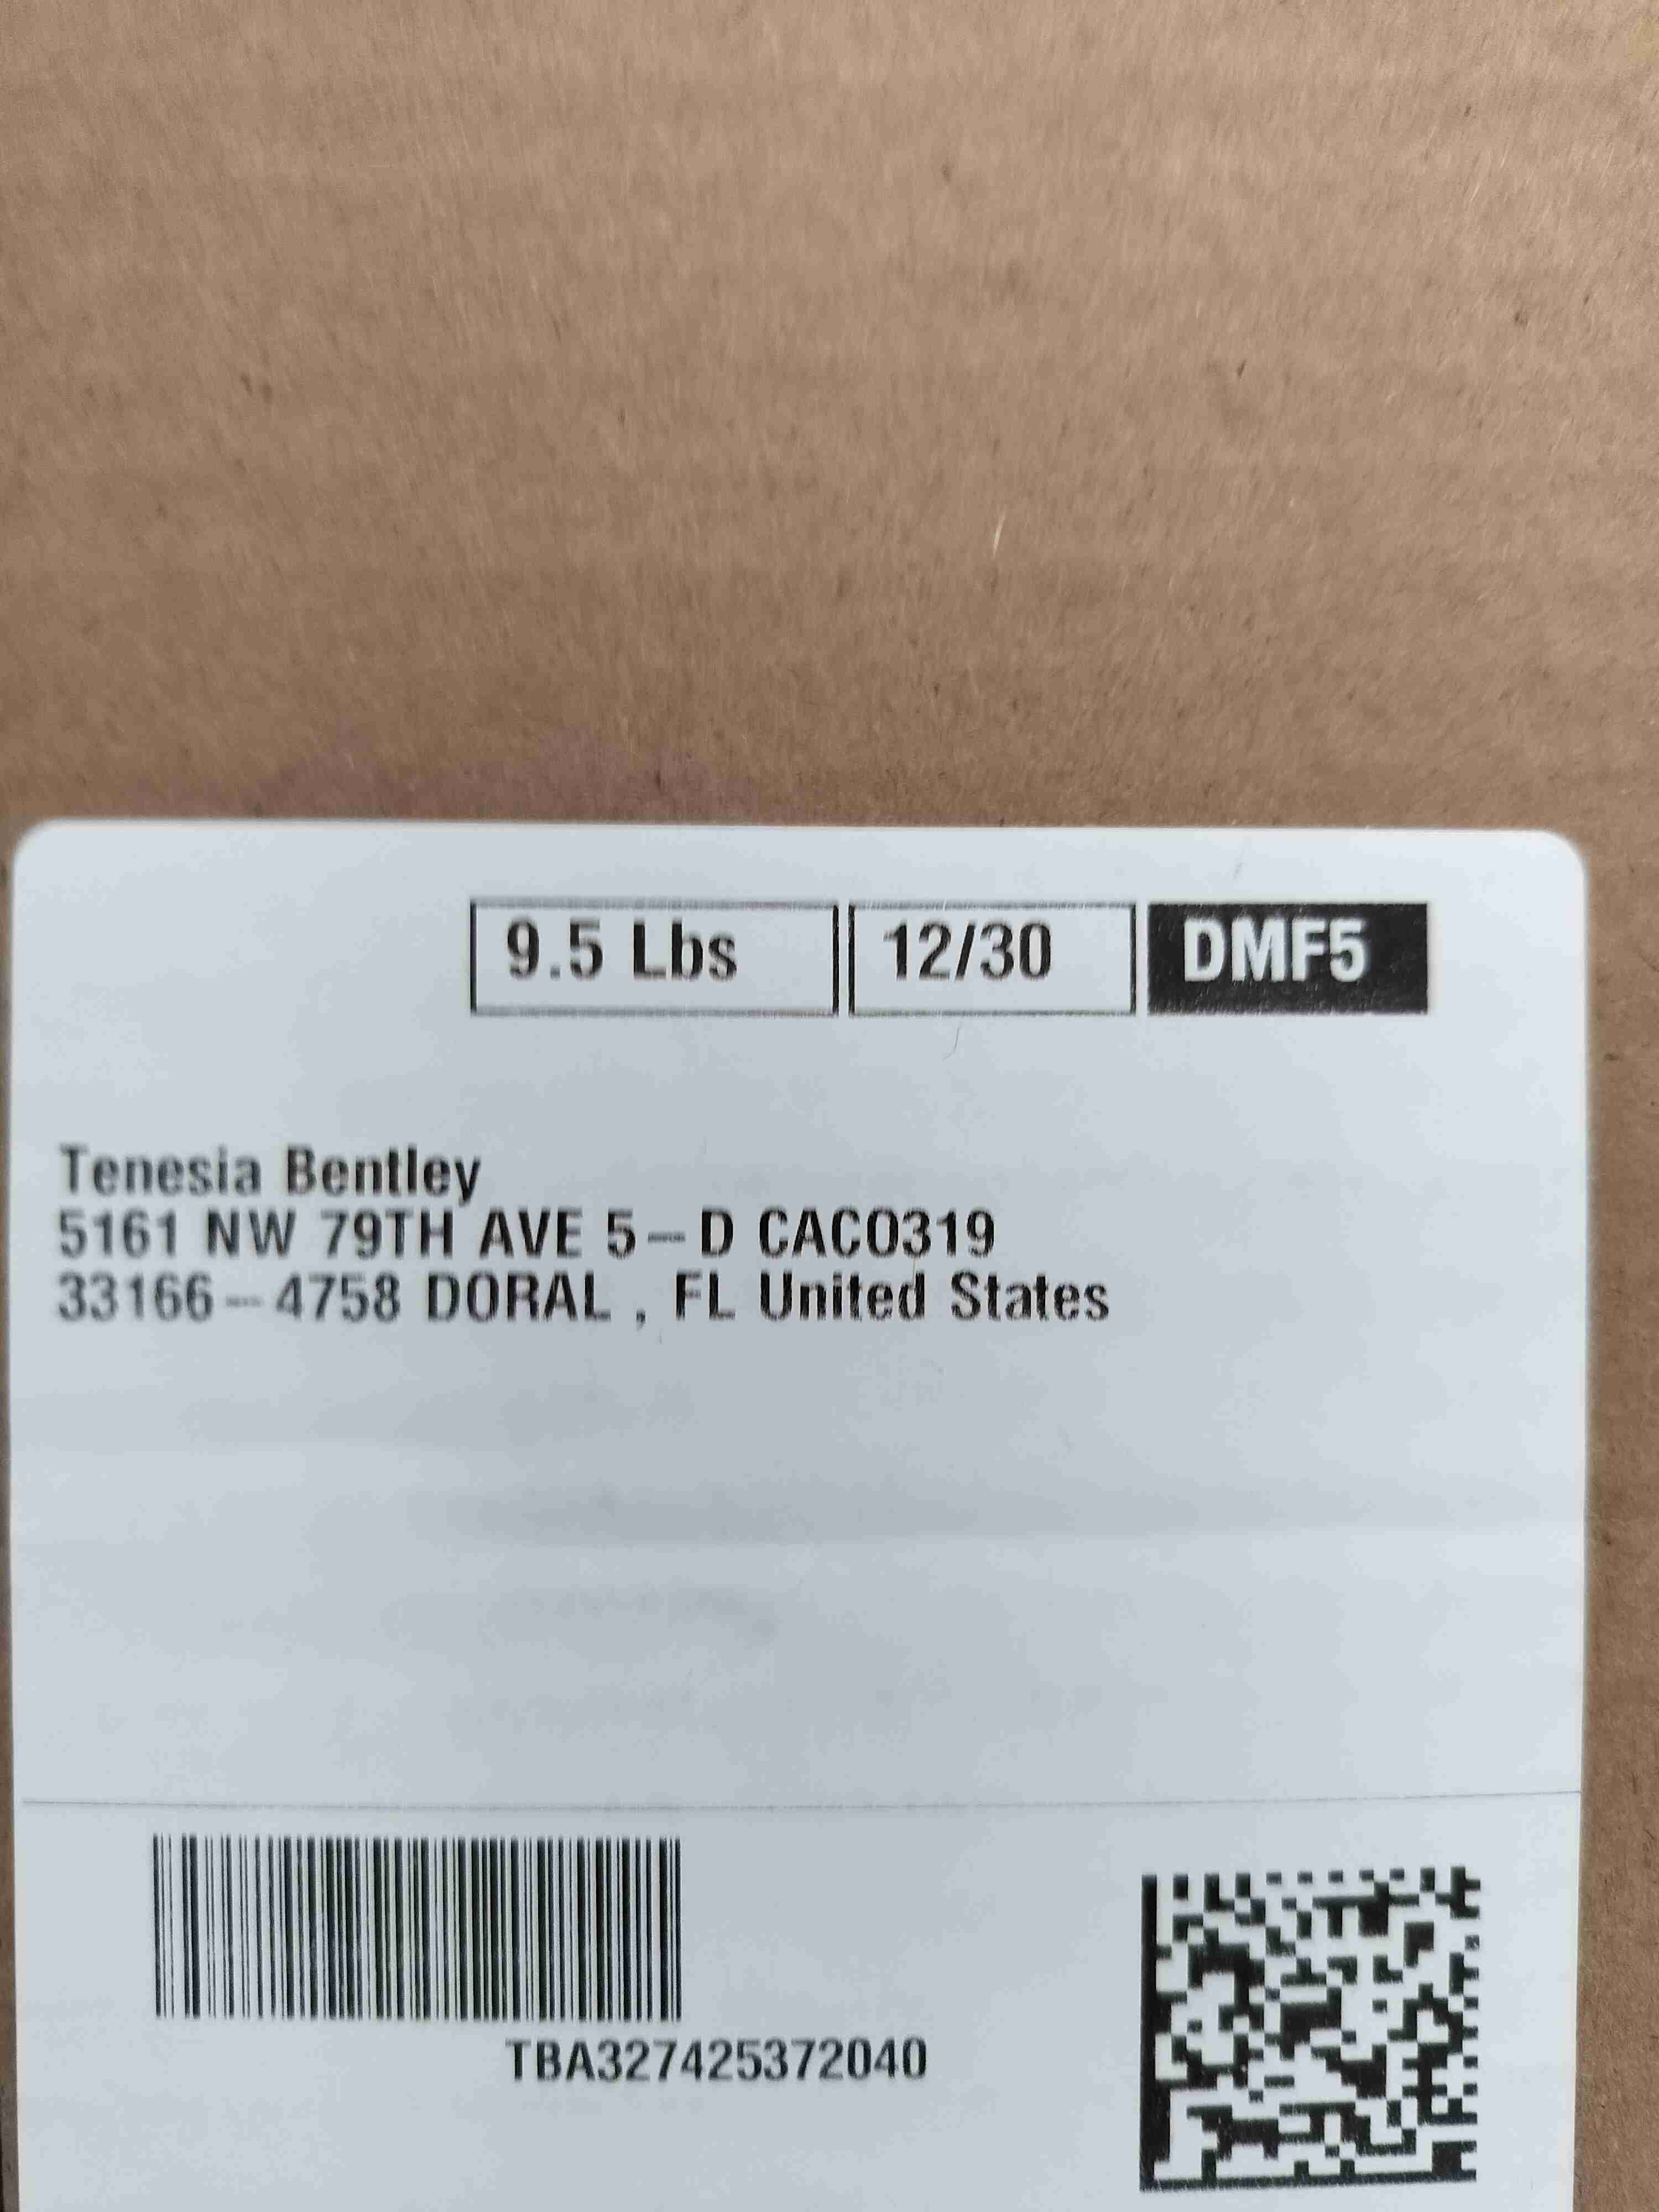 9.5 Lbs 12/30 DMF5
Tenesia Bentley
5161 NW 79TH AVE 5-D CACO319
33166-4758 DORAL , FL United States
TBA327425372040